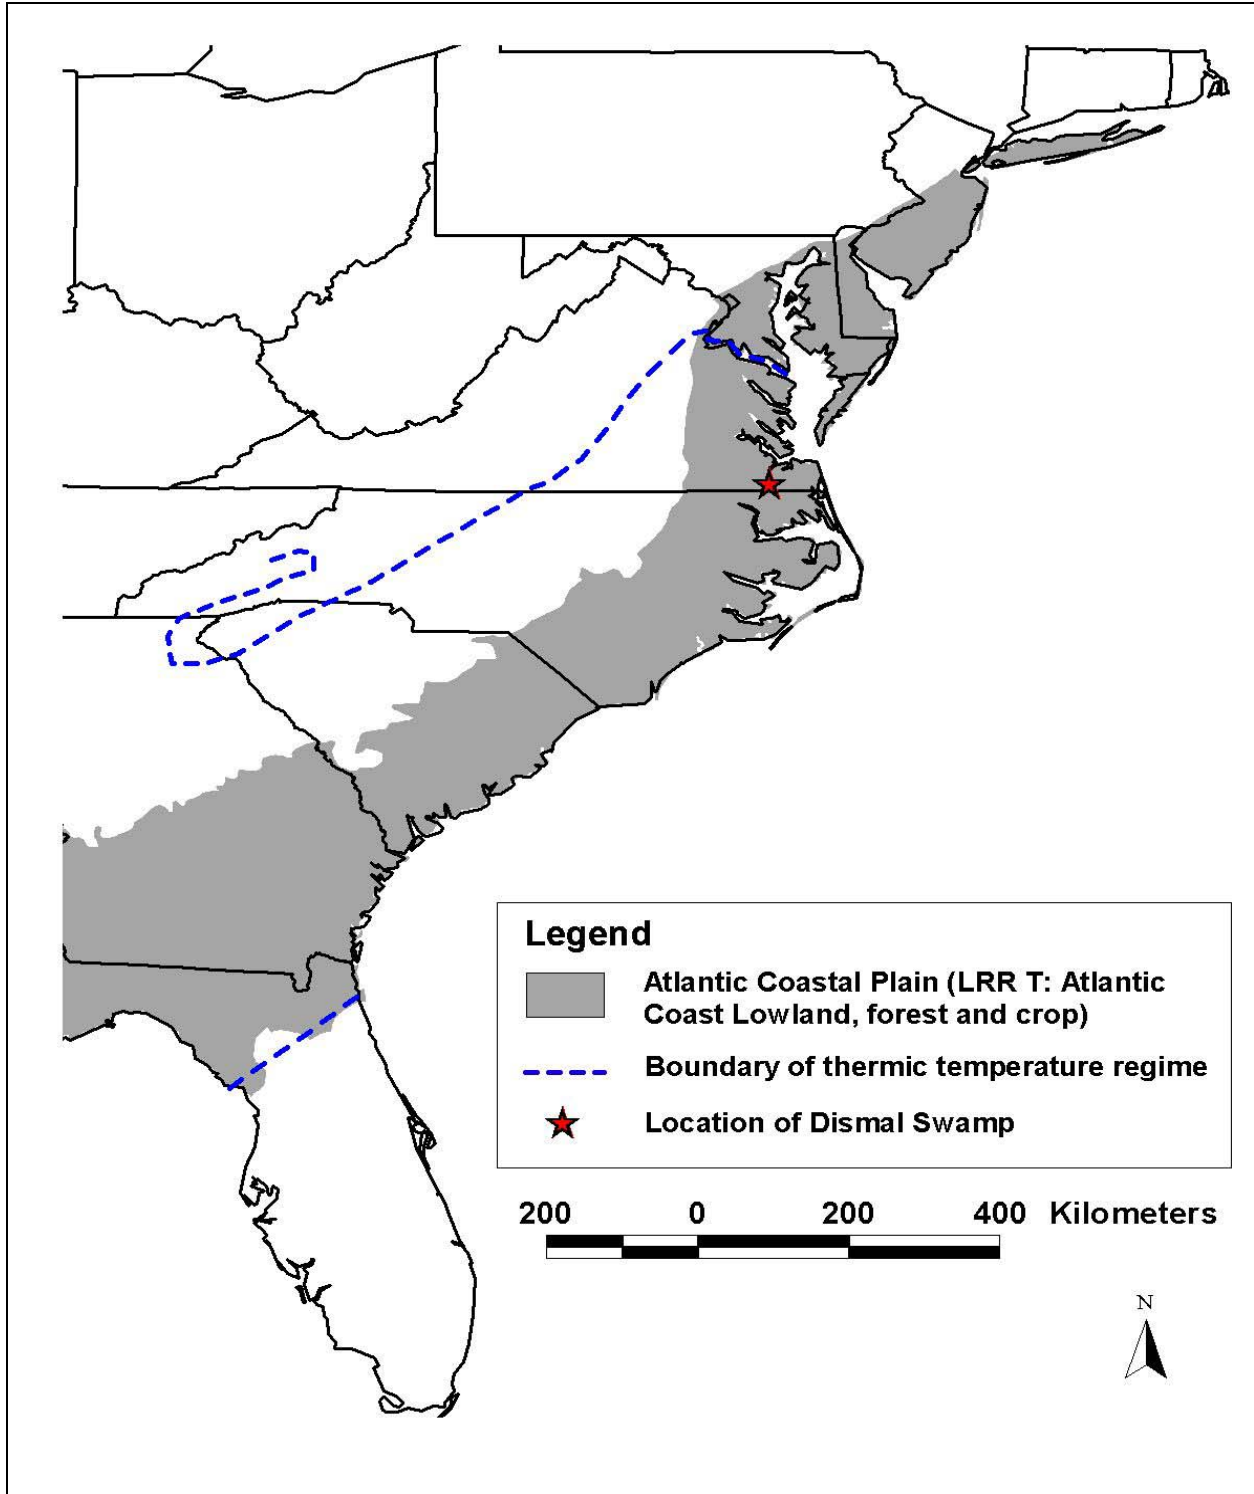 Legend
Atlantic Coastal Plain (LRR T: Atlantic
Coast Lowland, forest and crop)
Boundary of thermic temperature regime
Location of Dismal Swamp
200 0 200 400 Kilometers
N